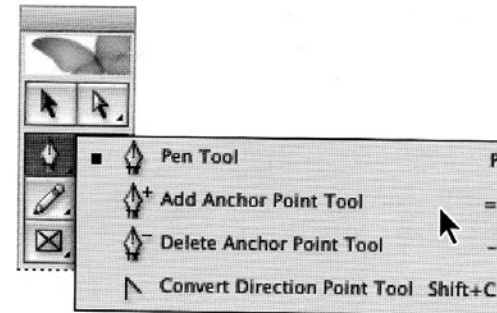 Pen Tool P
Add Anchor Point Tool =
Delete Anchor Point Tool -
Convert Direction Point Tool Shift+C